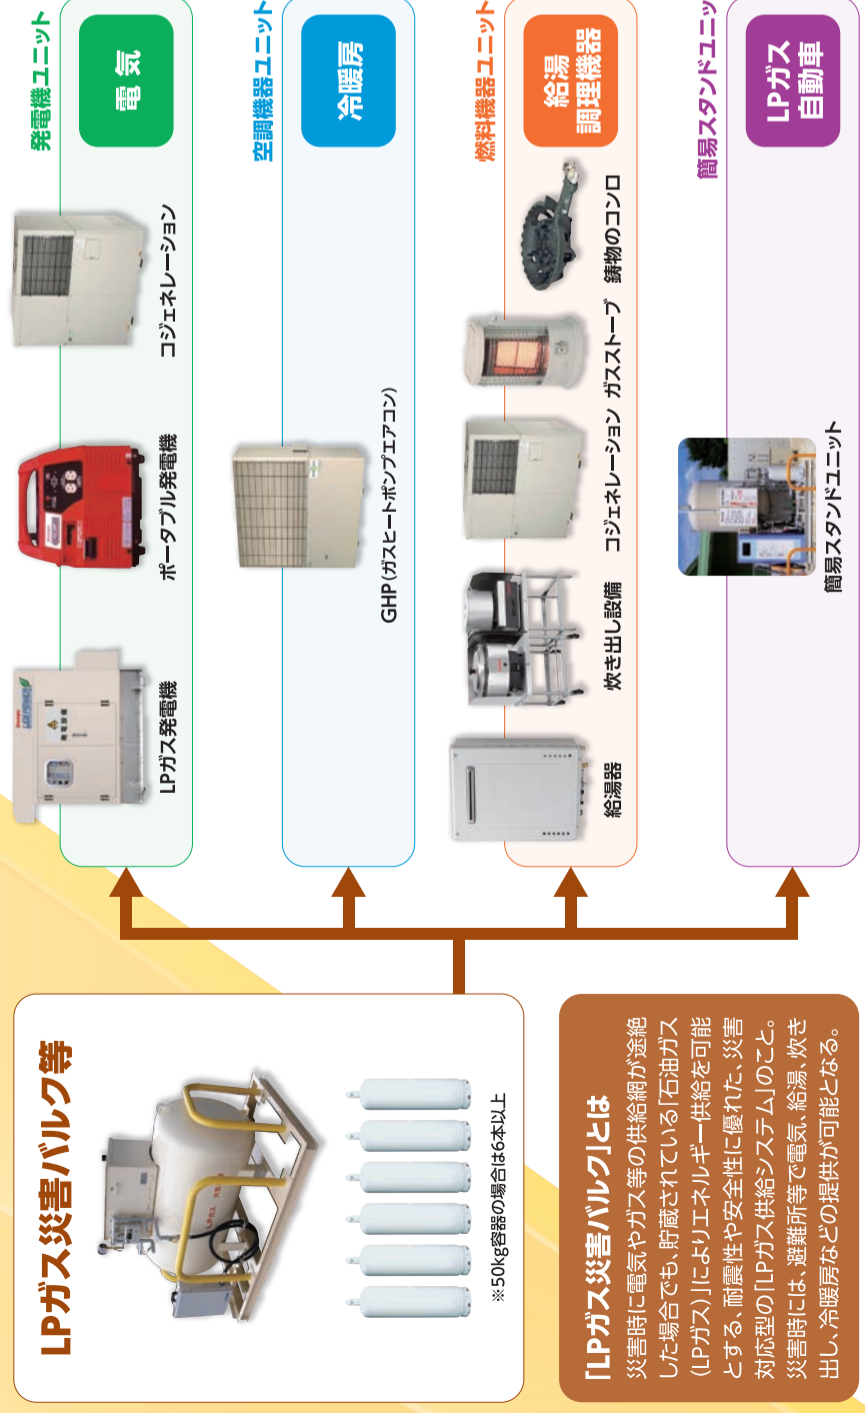 LPガス災害バルク等
※50kg容器の場合は6本以上
「LPガス災害バルク」とは
災害時に電気やガス等の供給網が途絶
した場合でも、貯蔵されている「石油ガス
(LPガス)」によりエネルギー供給を可能
とする、耐震性や安全性に優れた、災害
対応型の「LPガス供給システム」のこと。
災害時には、避難所等で電気、給湯、炊き
出し、冷暖房などの提供が可能となる。
発電機ユニット
電気
LPガス発電機
ポータブル発電機
コジェネレーション
空調機器ユニット
冷暖房
GHP(ガスヒートポンプエアコン)
燃料機器ユニット
給湯
調理機器
給湯器
炊き出し設備
コジェネレーション
ガスストーブ
鋳物のコンロ
簡易スタンドユニット
LPガス
自動車
簡易スタンドユニット